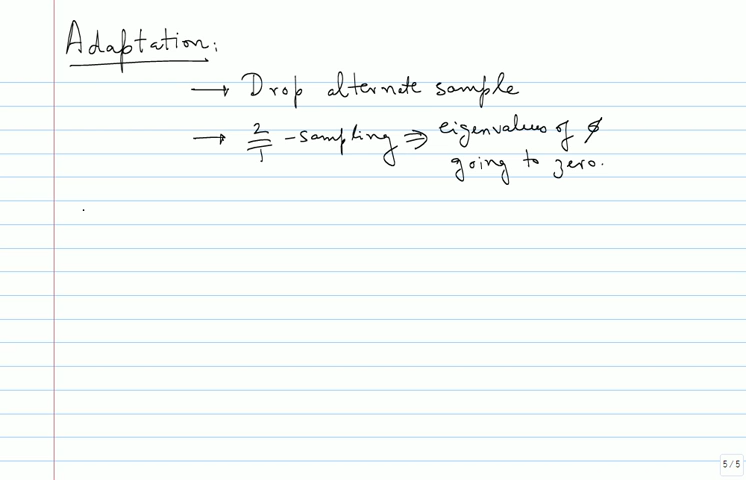 Adaptation:
→ Drop alternate sample
→ 2/1 -sampling ⇒ eigenvalues of φ
going to zero.
5/5